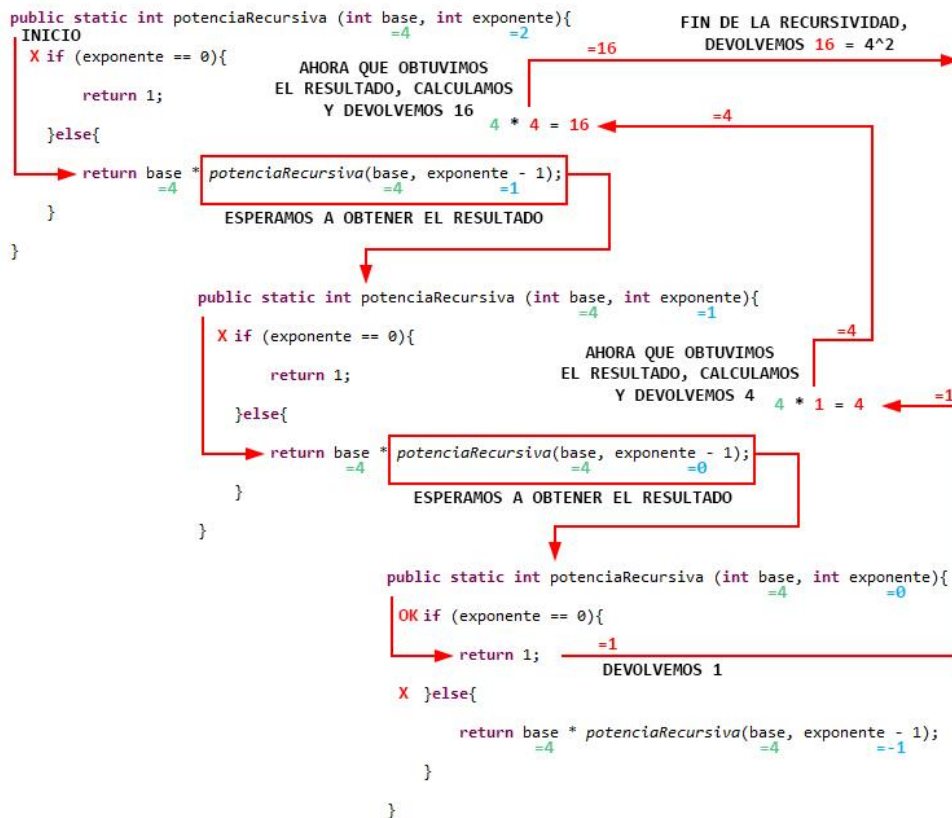 public static int potenciaRecursiva (int base, int exponente){
=4 =2
INICIO
X if (exponente == 0){
return 1;
}else{
return base * potenciaRecursiva(base, exponente - 1);
=4 =4 =1
}
ESPERAMOS A OBTENER EL RESULTADO
}
AHORA QUE OBTUVIMOS
EL RESULTADO, CALCULAMOS
Y DEVOLVEMOS 16
4 * 4 = 16
=16
FIN DE LA RECURSIVIDAD,
DEVOLVEMOS 16 = 4^2
=4
public static int potenciaRecursiva (int base, int exponente){
=4 =1
X if (exponente == 0){
return 1;
}else{
return base * potenciaRecursiva(base, exponente - 1);
=4 =4 =0
}
ESPERAMOS A OBTENER EL RESULTADO
}
AHORA QUE OBTUVIMOS
EL RESULTADO, CALCULAMOS
Y DEVOLVEMOS 4
4 * 1 = 4
=4
=1
public static int potenciaRecursiva (int base, int exponente){
=4 =0
OK if (exponente == 0){
return 1;
=1
DEVOLVEMOS 1
X }else{
return base * potenciaRecursiva(base, exponente - 1);
=4 =4 =-1
}
}